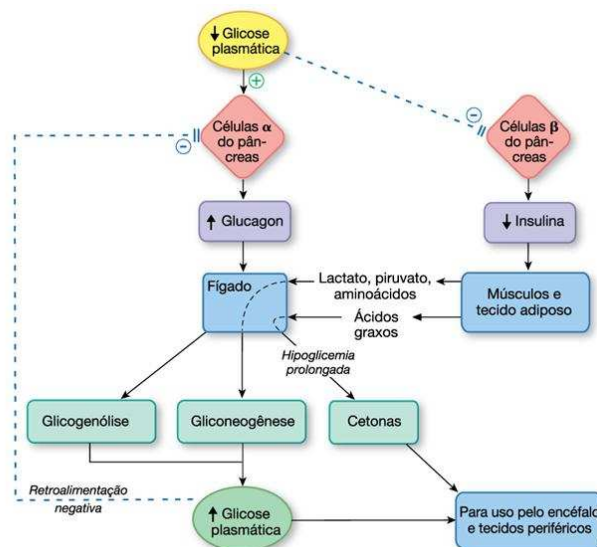 ↓ Glicose
plasmática
+
Células α
do pân-
creas
−
Células β
do pân-
creas
−
↑ Glucagon
↓ Insulina
Fígado
Lactato, piruvato,
aminoácidos
Ácidos
graxos
Músculos e
tecido adiposo
Hipoglicemia
prolongada
Glicogenólise
Gliconeogênese
Cetonas
Retroalimentação
negativa
↑ Glicose
plasmática
Para uso pelo encéfalo
e tecidos periféricos